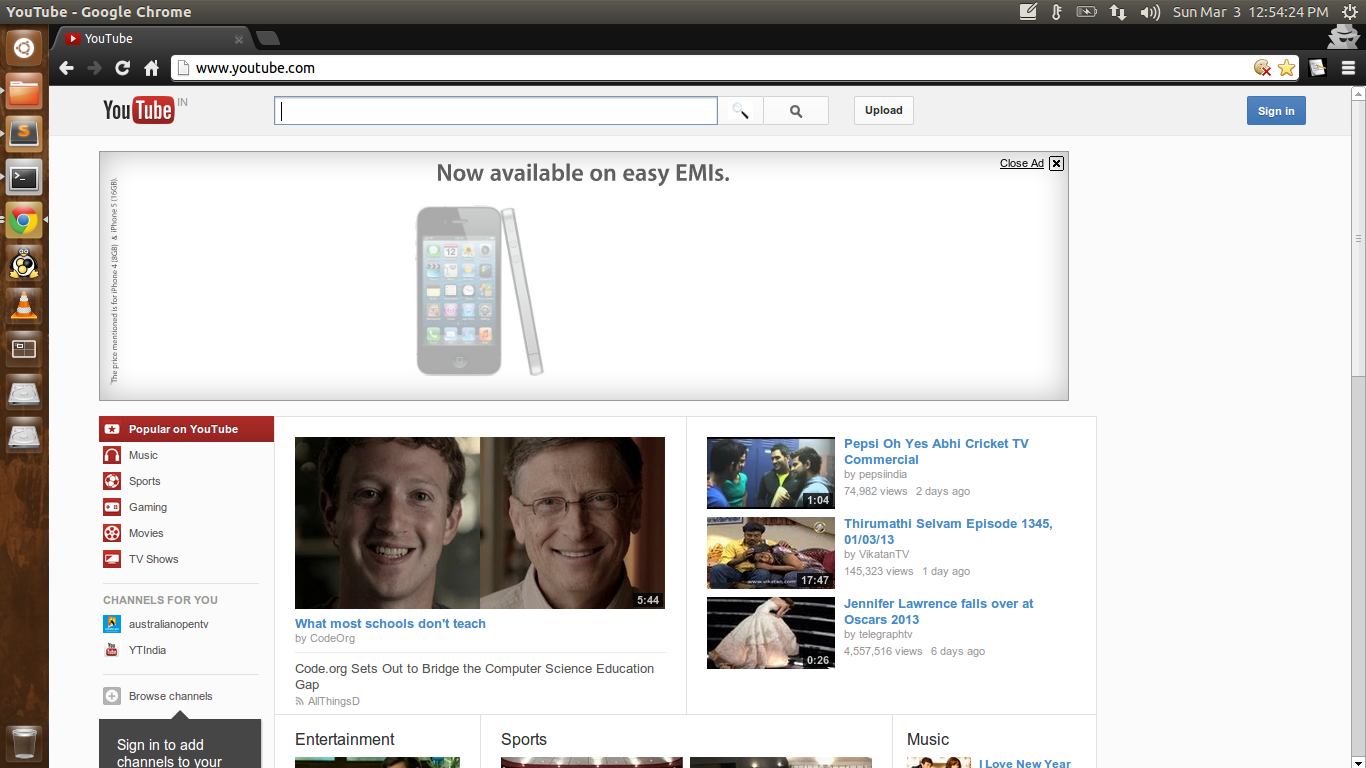 YouTube - Google Chrome
Sun Mar 3 12:54:24 PM
YouTube
www.youtube.com
YouTube IN
Upload
Sign in
Close Ad
Now available on easy EMIs.
The price mentioned is for iPhone 4 (8GB) & iPhone 5 (16GB).
Popular on YouTube
Music
Sports
Gaming
Movies
TV Shows
CHANNELS FOR YOU
australianopentv
YTIndia
Browse channels
Sign in to add
channels to your
5:44
What most schools don't teach
by CodeOrg
Code.org Sets Out to Bridge the Computer Science Education
Gap
AllThingsD
1:04
Pepsi Oh Yes Abhi Cricket TV
Commercial
by pepsiindia
74,982 views 2 days ago
www.vikatan.com
17:47
Thirumathi Selvam Episode 1345,
01/03/13
by VikatanTV
145,323 views 1 day ago
0:26
Jennifer Lawrence falls over at
Oscars 2013
by telegraphtv
4,557,516 views 6 days ago
Entertainment
Sports
Music
I Love New Year